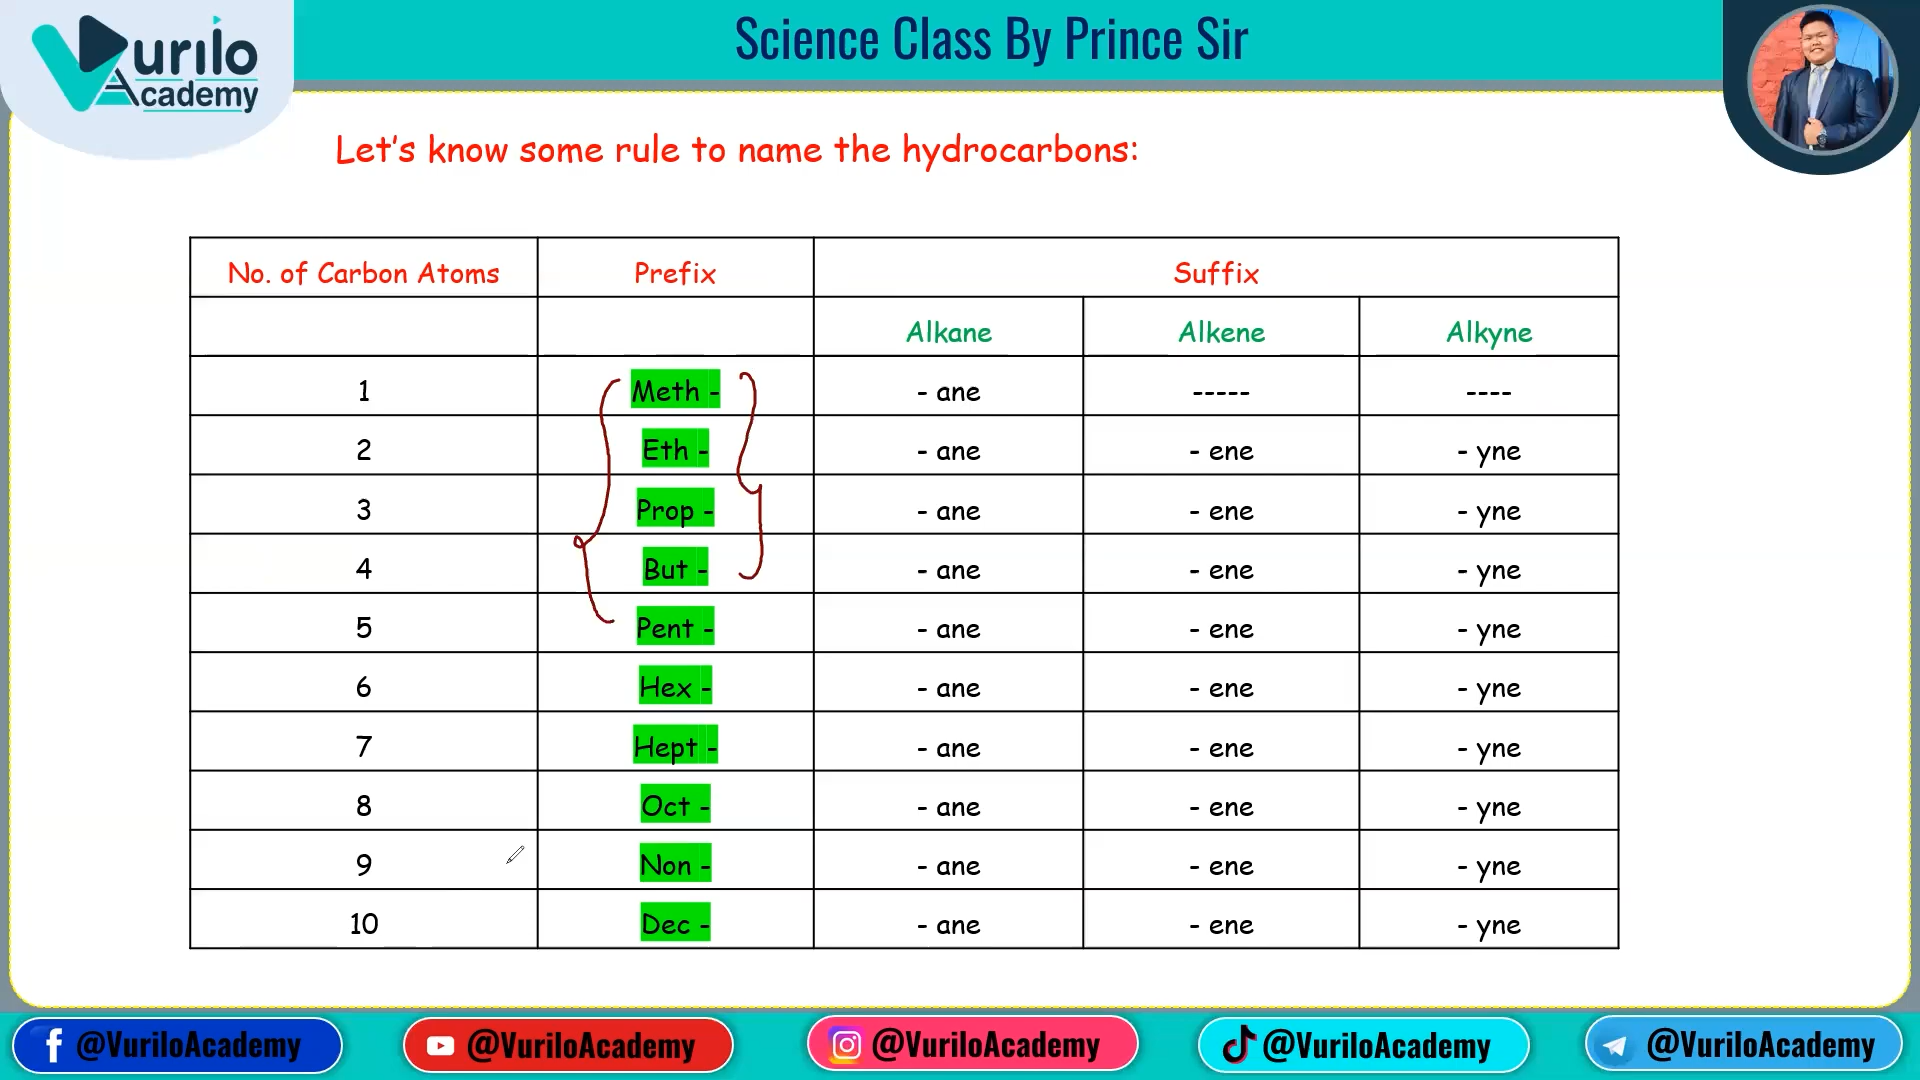 Vurilo
Academy
Science Class By Prince Sir
Let's know some rule to name the hydrocarbons:
No. of Carbon Atoms Prefix Suffix
Alkane Alkene Alkyne
1 Meth - - ane ----- ----
2 Eth - - ane - ene - yne
3 Prop - - ane - ene - yne
4 But - - ane - ene - yne
5 Pent - - ane - ene - yne
6 Hex - - ane - ene - yne
7 Hept - - ane - ene - yne
8 Oct - - ane - ene - yne
9 Non - - ane - ene - yne
10 Dec - - ane - ene - yne
@VuriloAcademy @VuriloAcademy @VuriloAcademy @VuriloAcademy @VuriloAcademy